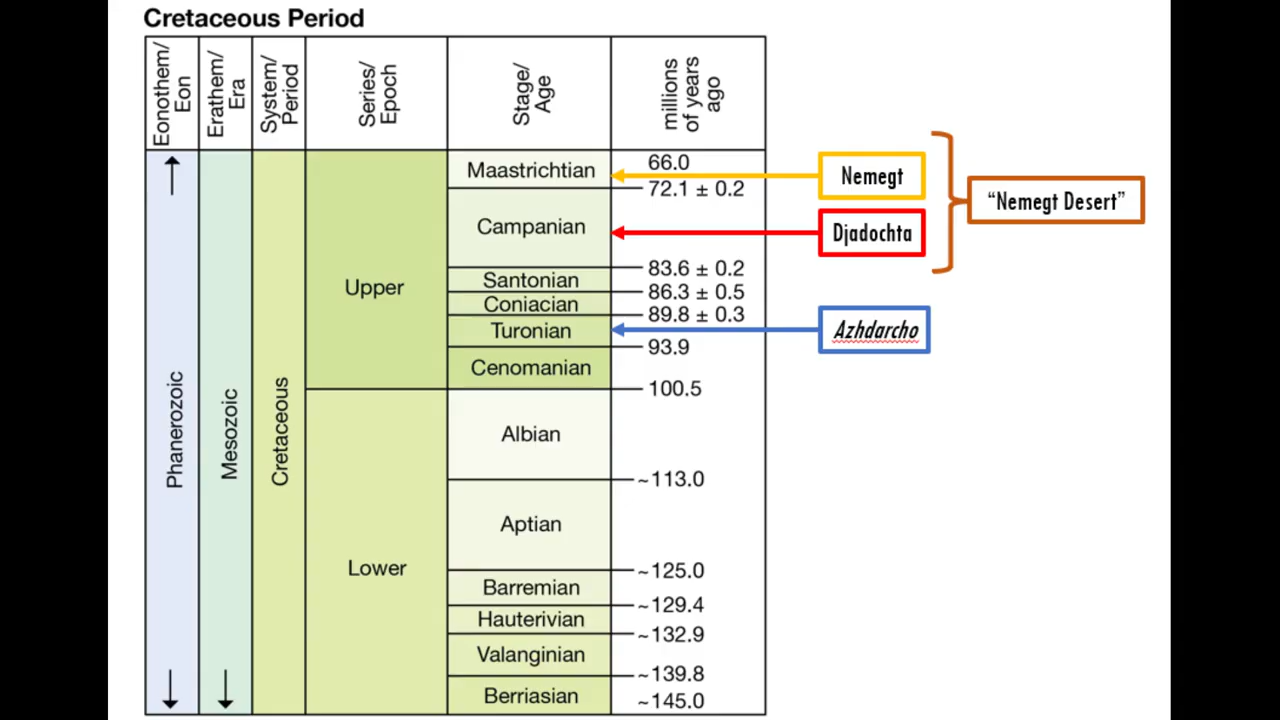 Cretaceous Period
Eonothem/
Eon
Erathem/
Era
System/
Period
Series/
Epoch
Stage/
Age
millions
of years
ago
Phanerozoic
Mesozoic
Cretaceous
Upper
Lower
Maastrichtian
Campanian
Santonian
Coniacian
Turonian
Cenomanian
Albian
Aptian
Barremian
Hauterivian
Valanginian
Berriasian
66.0
72.1 ± 0.2
83.6 ± 0.2
86.3 ± 0.5
89.8 ± 0.3
93.9
100.5
~113.0
~125.0
~129.4
~132.9
~139.8
~145.0
Nemegt
Djadochta
“Nemegt Desert”
Azhdarcho